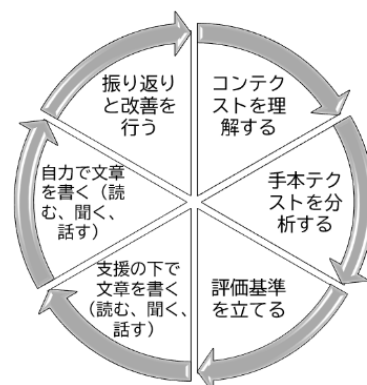 コンテク
ストを理
解する
手本テク
ストを分
析する
評価基準
を立てる
支援の下で
文章を書く
（読む、聞く、
話す）
自力で文章
を書く（読
む、聞く、
話す）
振り返り
と改善を
行う